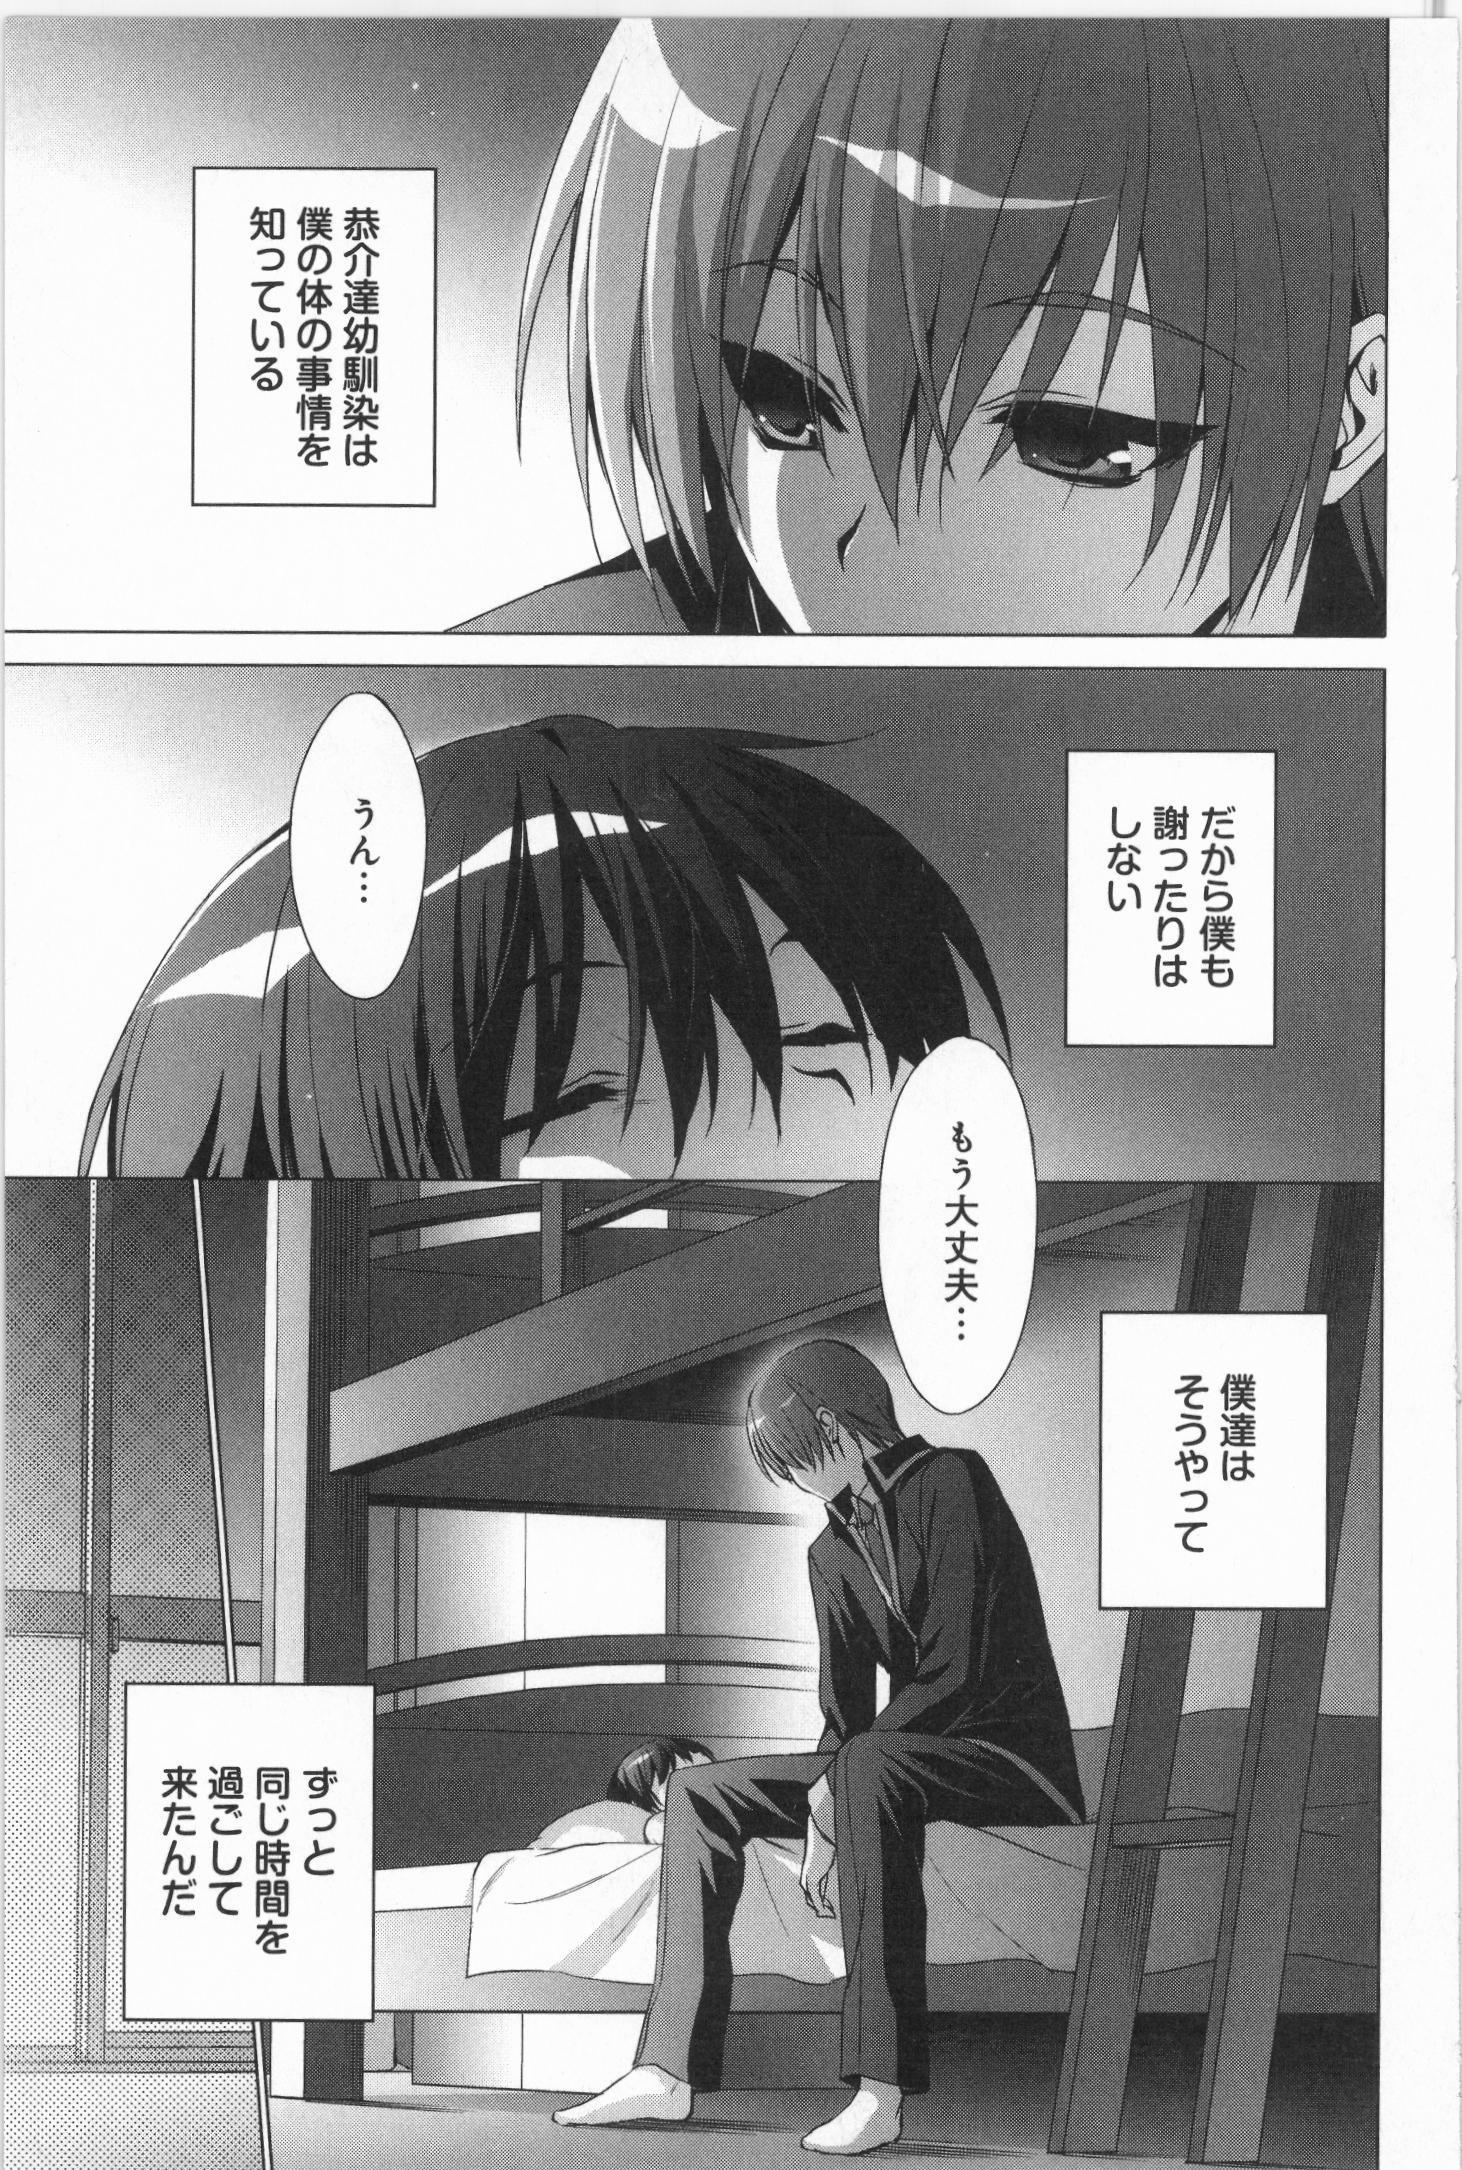 恭介達幼馴染は
僕の体の事情を
知っている
だから僕も
謝ったりは
しない
うん…
もう大丈夫…
僕達は
そうやって
ずっと
同じ時間を
過ごして
来たんだ